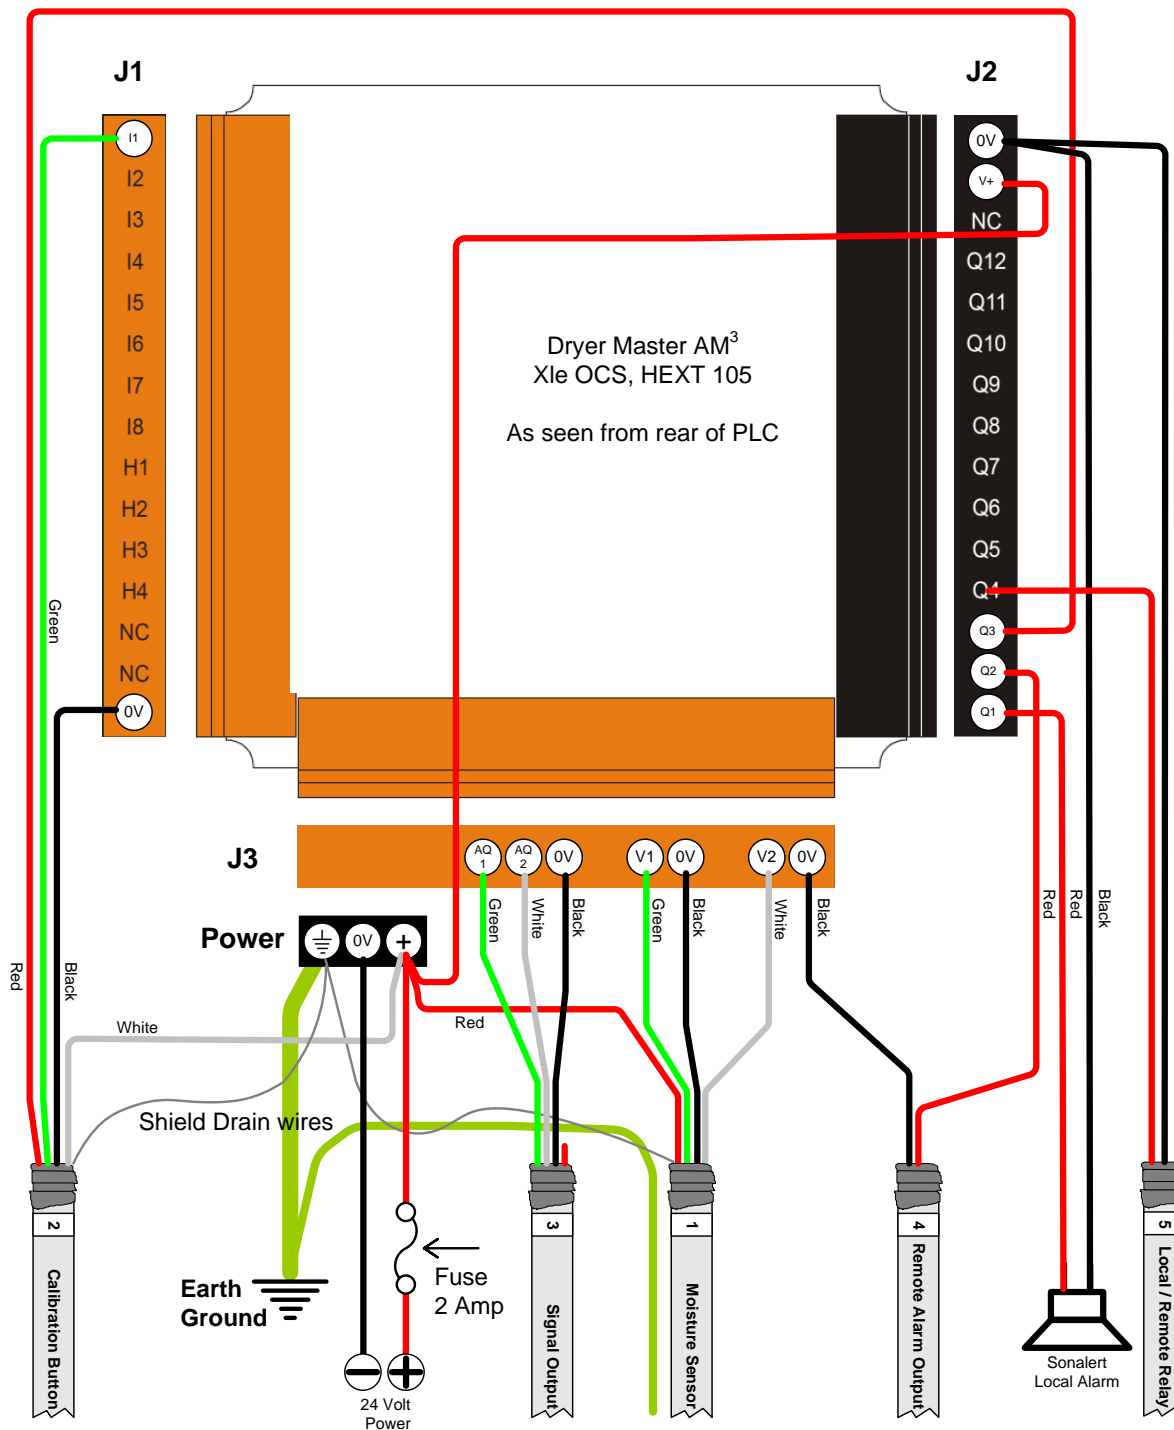 J1
J2
I1
I2
I3
I4
I5
I6
I7
I8
H1
H2
H3
H4
NC
NC
0V
0V
V+
NC
Q12
Q11
Q10
Q9
Q8
Q7
Q6
Q5
Q4
Q3
Q2
Q1
Dryer Master AM3
Xle OCS, HEXT 105
As seen from rear of PLC
Green
Red
Black
J3
AQ
1
AQ
2
0V
V1
0V
V2
0V
Green
White
Black
Green
Black
White
Black
Red
Red
Black
Power
0V
+
White
Red
Shield Drain wires
Earth
Ground
Fuse
2 Amp
24 Volt
Power
2
Calibration Button
3
Signal Output
1
Moisture Sensor
4
Remote Alarm Output
5
Local / Remote Relay
Sonalert
Local Alarm